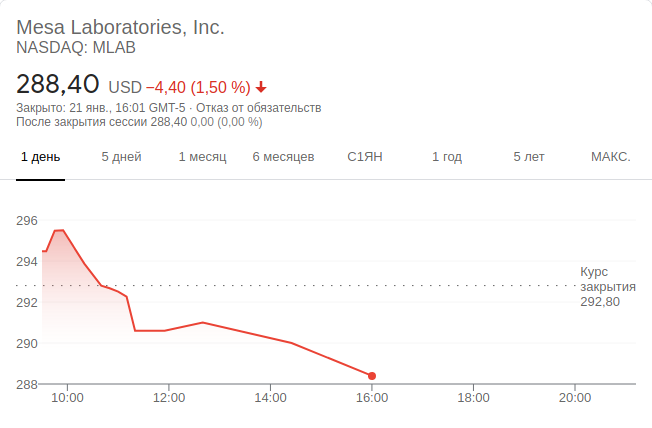 Mesa Laboratories, Inc.
NASDAQ: MLAB
288,40 USD −4,40 (1,50 %)
Закрыто: 21 янв., 16:01 GMT-5 · Отказ от обязательств
После закрытия сессии 288,40 0,00 (0,00 %)
1 день 5 дней 1 месяц 6 месяцев С1ЯН 1 год 5 лет МАКС.
296
294
Курс
закрытия
292,80
292
290
288
10:00 12:00 14:00 16:00 18:00 20:00